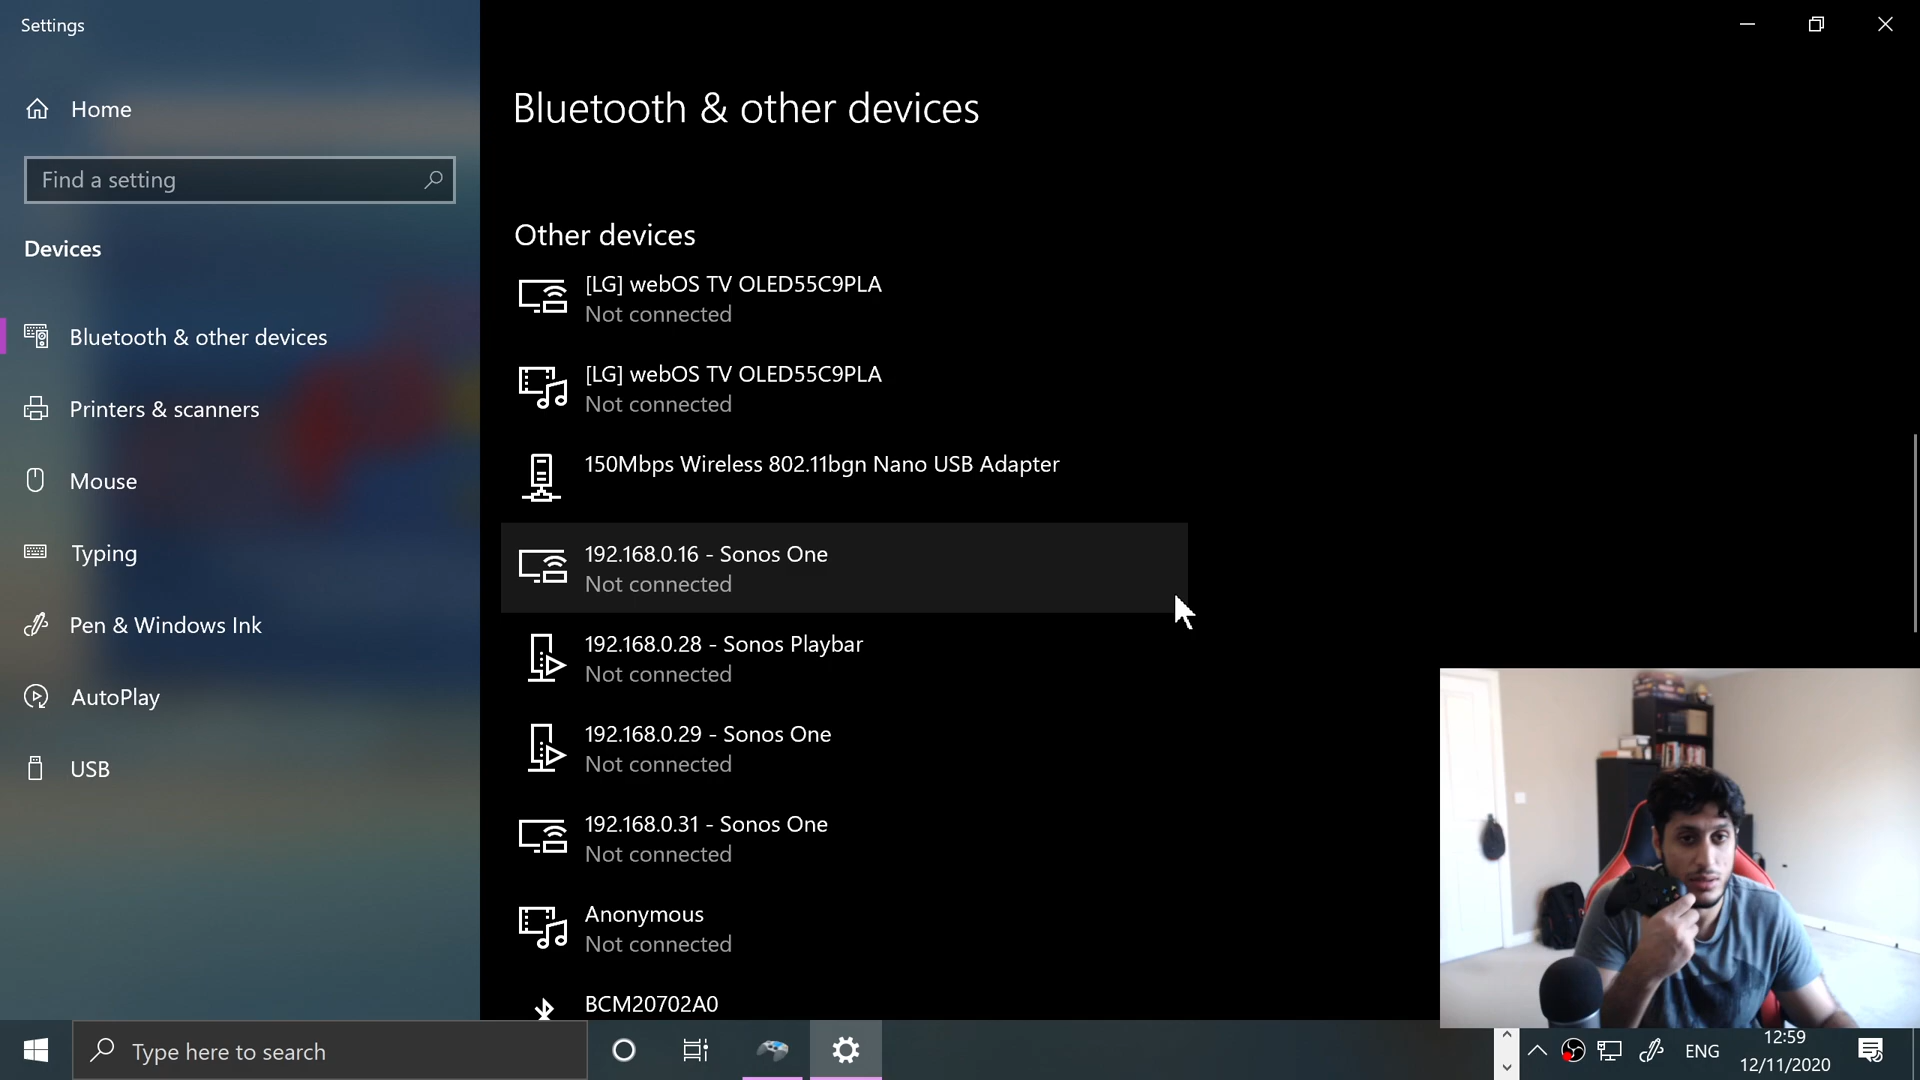 Settings
Home
Find a setting
Devices
Bluetooth & other devices
Printers & scanners
Mouse
Typing
Pen & Windows Ink
AutoPlay
USB
Bluetooth & other devices
Other devices
[LG] webOS TV OLED55C9PLA
Not connected
[LG] webOS TV OLED55C9PLA
Not connected
150Mbps Wireless 802.11bgn Nano USB Adapter
192.168.0.16 - Sonos One
Not connected
192.168.0.28 - Sonos Playbar
Not connected
192.168.0.29 - Sonos One
Not connected
192.168.0.31 - Sonos One
Not connected
Anonymous
Not connected
BCM20702A0
Type here to search
ENG
12:59
12/11/2020